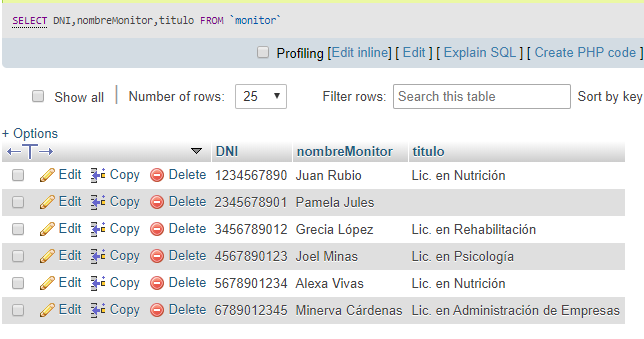 SELECT DNI,nombreMonitor,titulo FROM `monitor`
Profiling [Edit inline] [ Edit ] [ Explain SQL ] [ Create PHP code ]
Show all | Number of rows: 25 Filter rows: Search this table Sort by key
+ Options
←T→ DNI nombreMonitor titulo
Edit Copy Delete 1234567890 Juan Rubio Lic. en Nutrición
Edit Copy Delete 2345678901 Pamela Jules
Edit Copy Delete 3456789012 Grecia López Lic. en Rehabilitación
Edit Copy Delete 4567890123 Joel Minas Lic. en Psicología
Edit Copy Delete 5678901234 Alexa Vivas Lic. en Nutrición
Edit Copy Delete 6789012345 Minerva Cárdenas Lic. en Administración de Empresas